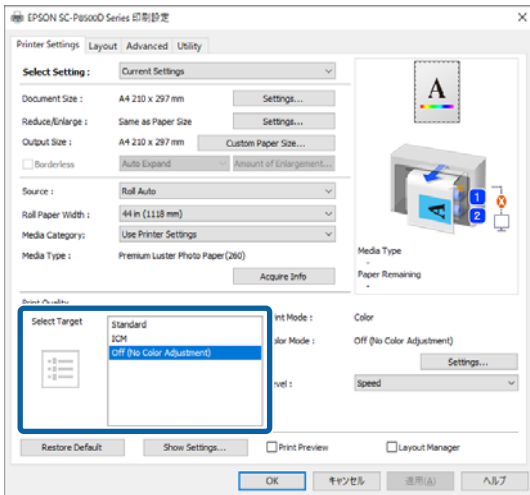 EPSON SC-P8500D Series 印刷設定
Printer Settings Layout Advanced Utility
Select Setting : Current Settings
Document Size : A4 210 x 297 mm Settings...
Reduce/Enlarge : Same as Paper Size Settings...
Output Size : A4 210 x 297 mm Custom Paper Size...
Borderless Auto Expand Amount of Enlargement...
A
Source : Roll Auto
Roll Paper Width : 44 in (1118 mm)
Media Category: Use Printer Settings
Media Type : Premium Luster Photo Paper(260)
Acquire Info
A
1
2
Media Type
-
Paper Remaining
-
Print Quality
Select Target
Standard
ICM
Off (No Color Adjustment)
int Mode : Color
olor Mode : Off (No Color Adjustment)
Settings...
evel : Speed
Restore Default Show Settings... Print Preview Layout Manager
OK キャンセル 適用(A) ヘルプ